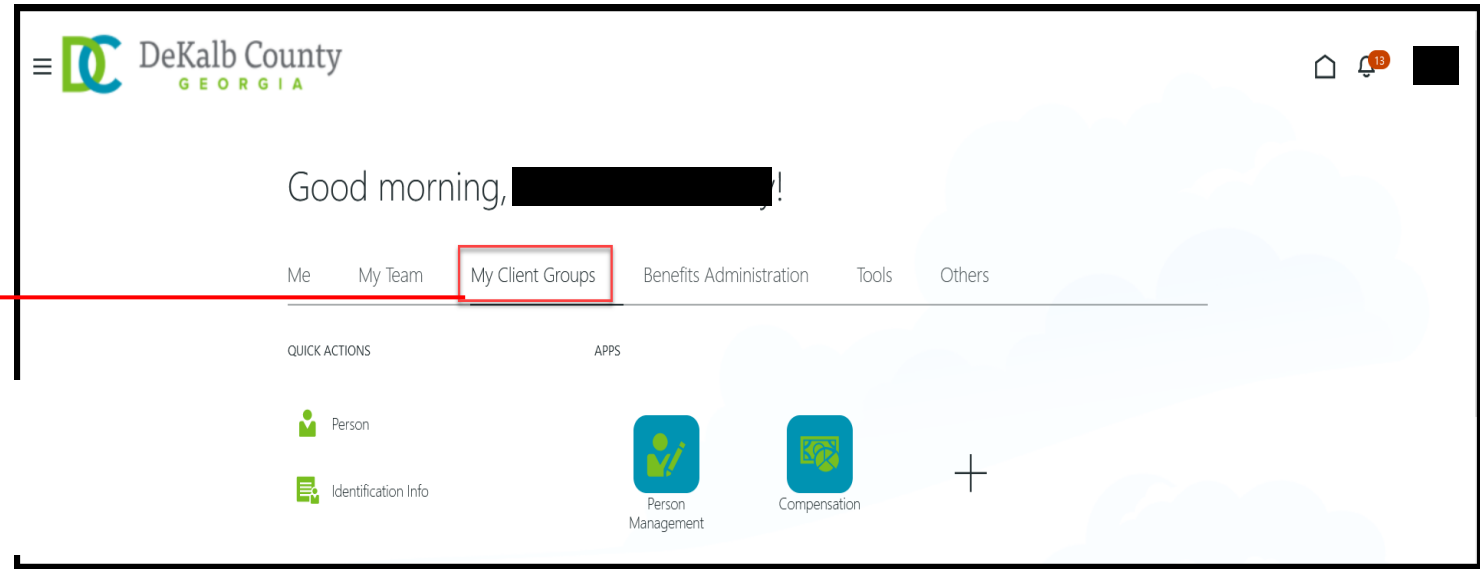 DeKalb County
GEORGIA
13
Good morning, !
Me My Team My Client Groups Benefits Administration Tools Others
QUICK ACTIONS APPS
Person
Identification Info
Person
Management
Compensation